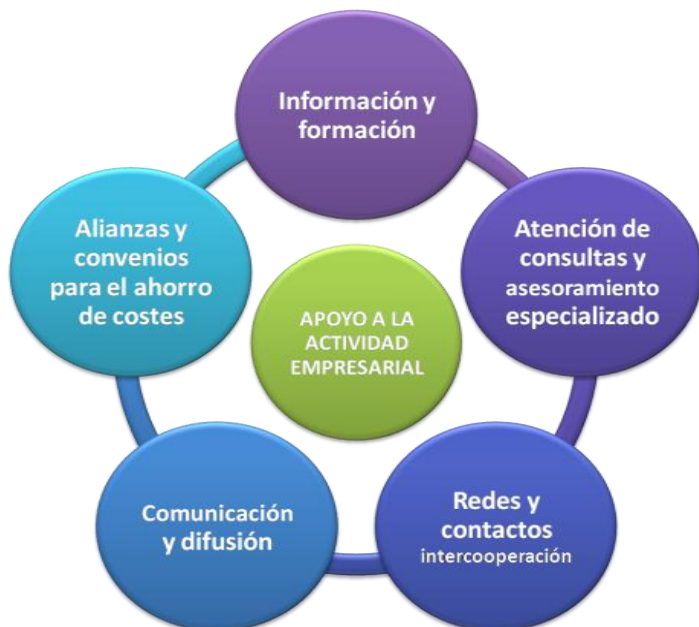 Información y
formación
Alianzas y
convenios
para el ahorro
de costes
Atención de
consultas y
asesoramiento
especializado
APOYO A LA
ACTIVIDAD
EMPRESARIAL
Comunicación
y difusión
Redes y
contactos
intercooperación